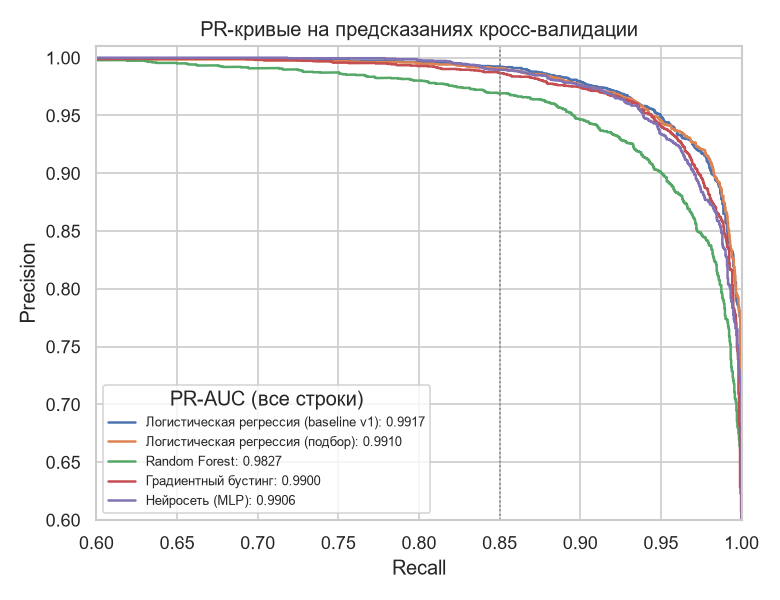 PR-кривые на предсказаниях кросс-валидации
1.00
0.95
0.90
0.85
0.80
0.75
0.70
0.65
0.60
Precision
PR-AUC (все строки)
Логистическая регрессия (baseline v1): 0.9917
Логистическая регрессия (подбор): 0.9910
Random Forest: 0.9827
Градиентный бустинг: 0.9900
Нейросеть (MLP): 0.9906
0.60 0.65 0.70 0.75 0.80 0.85 0.90 0.95 1.00
Recall